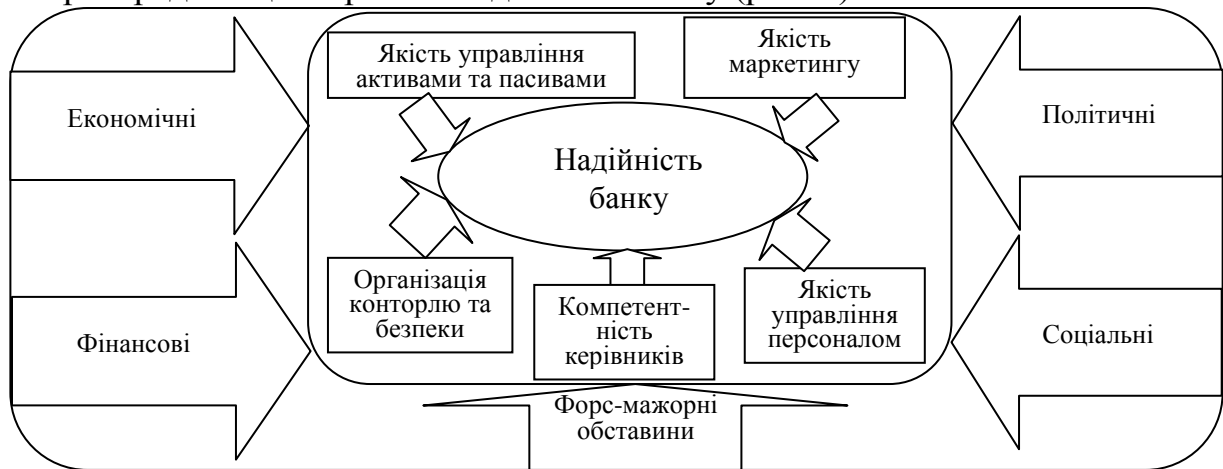 Якість управління
активами та пасивами
Якість
маркетингу
Економічні
Політичні
Надійність
банку
Організація
конторлю та
безпеки
Компетент-
ність
керівників
Якість
управління
персоналом
Фінансові
Соціальні
Форс-мажорні
обставини